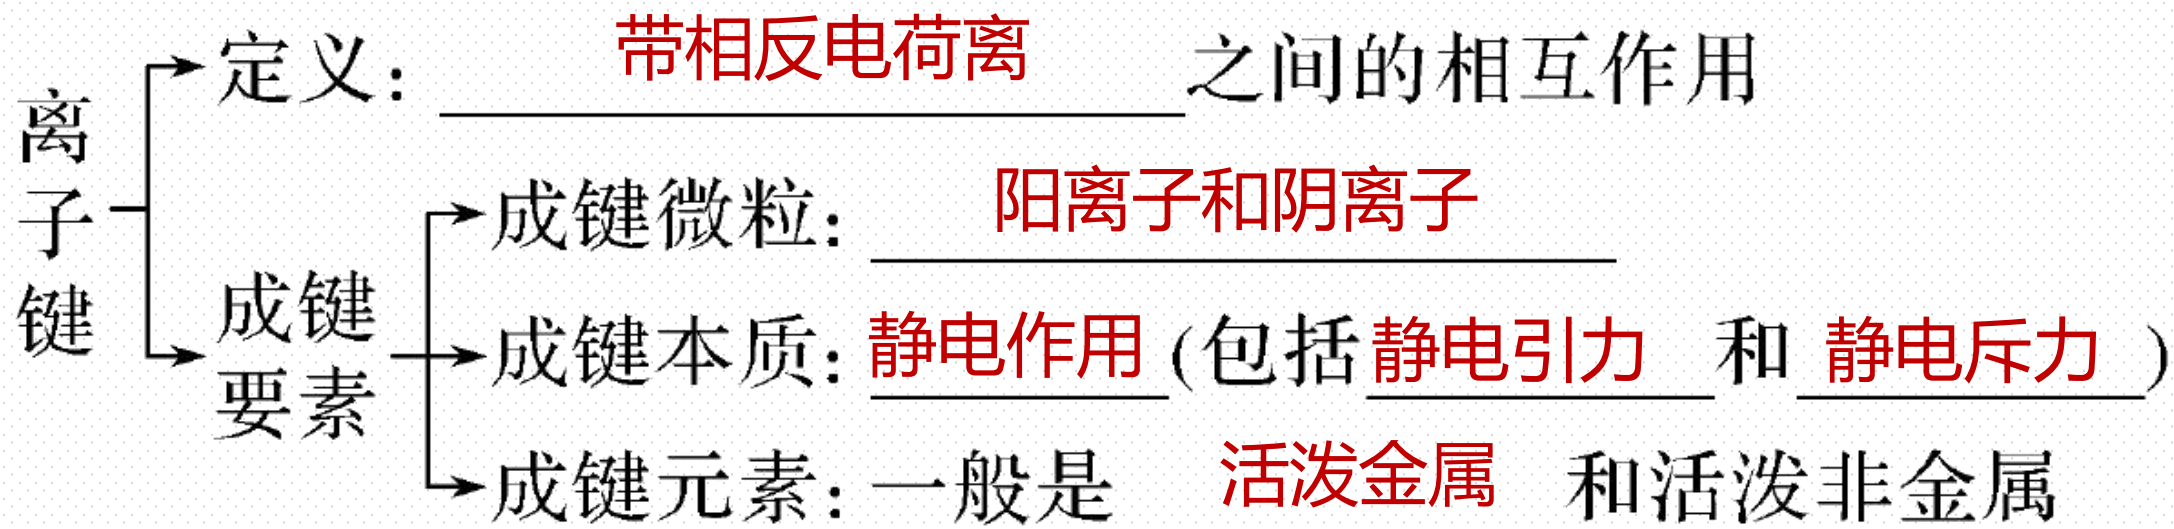 离子键
定义：带相反电荷离之间的相互作用
成键要素
成键微粒：阳离子和阴离子
成键本质：静电作用(包括静电引力和静电斥力)
成键元素：一般是活泼金属和活泼非金属